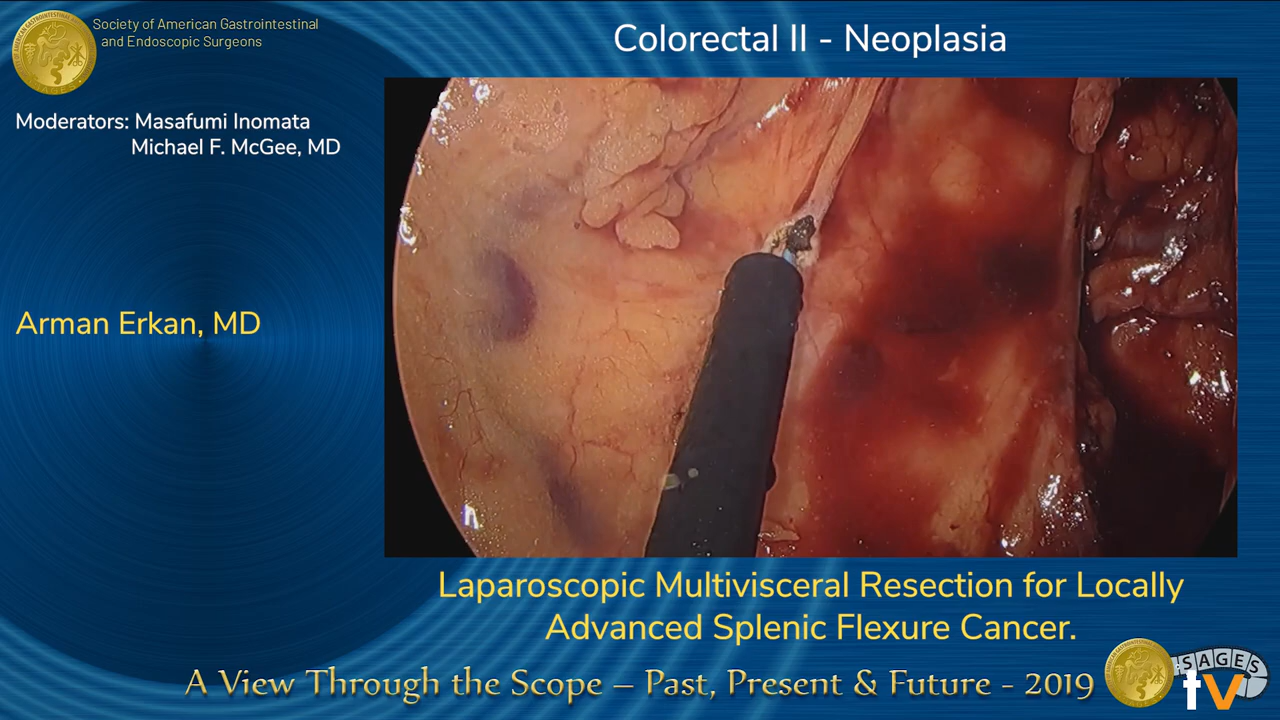 Society of American Gastrointestinal
and Endoscopic Surgeons
Colorectal II - Neoplasia
Moderators: Masafumi Inomata
Michael F. McGee, MD
Arman Erkan, MD
Laparoscopic Multivisceral Resection for Locally
Advanced Splenic Flexure Cancer.
A View Through the Scope – Past, Present & Future - 2019
SAGES
tv